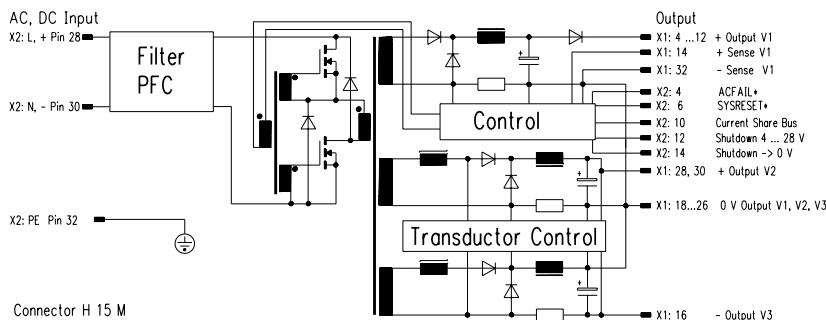 AC, DC Input
X2: L, + Pin 28
X2: N, - Pin 30
X2: PE Pin 32
Filter
PFC
Control
Transductor Control
Output
X1: 4 ...12 + Output V1
X1: 14 + Sense V1
X1: 32 - Sense V1
X2: 4 ACFAIL*
X2: 6 SYSRESET*
X2: 10 Current Share Bus
X2: 12 Shutdown 4 ... 28 V
X2: 14 Shutdown -> 0 V
X1: 28, 30 + Output V2
X1: 18...26 0 V Output V1, V2, V3
X1: 16 - Output V3
Connector H 15 M